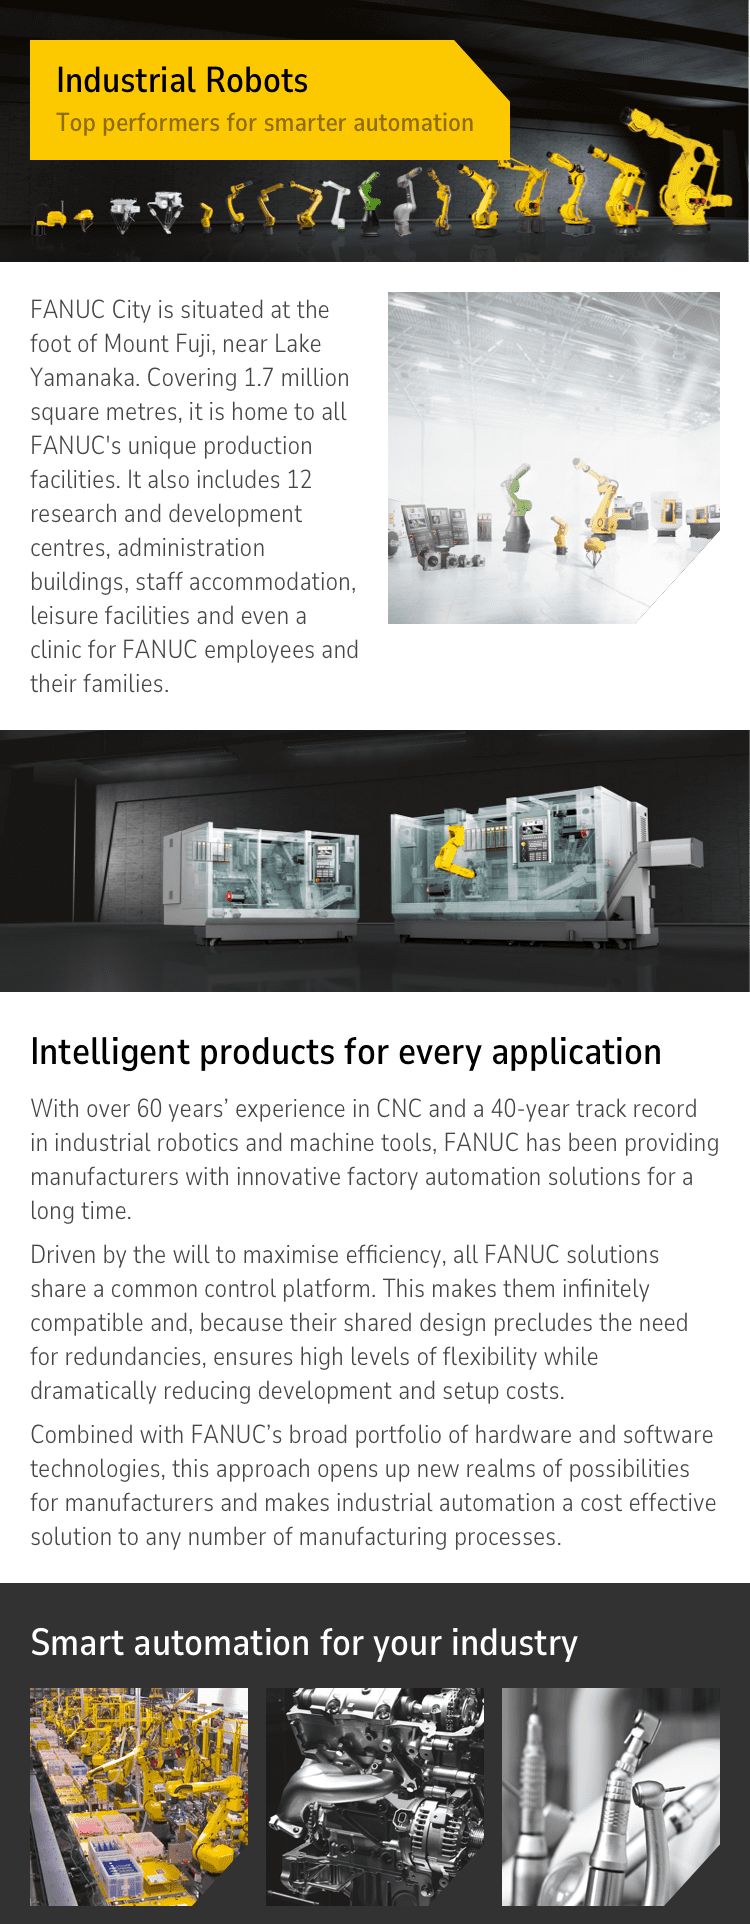 Industrial Robots
Top performers for smarter automation
FANUC City is situated at the
foot of Mount Fuji, near Lake
Yamanaka. Covering 1.7 million
square metres, it is home to all
FANUC's unique production
facilities. It also includes 12
research and development
centres, administration
buildings, staff accommodation,
leisure facilities and even a
clinic for FANUC employees and
their families.
Intelligent products for every application
With over 60 years’ experience in CNC and a 40-year track record
in industrial robotics and machine tools, FANUC has been providing
manufacturers with innovative factory automation solutions for a
long time.
Driven by the will to maximise efficiency, all FANUC solutions
share a common control platform. This makes them infinitely
compatible and, because their shared design precludes the need
for redundancies, ensures high levels of flexibility while
dramatically reducing development and setup costs.
Combined with FANUC’s broad portfolio of hardware and software
technologies, this approach opens up new realms of possibilities
for manufacturers and makes industrial automation a cost effective
solution to any number of manufacturing processes.
Smart automation for your industry